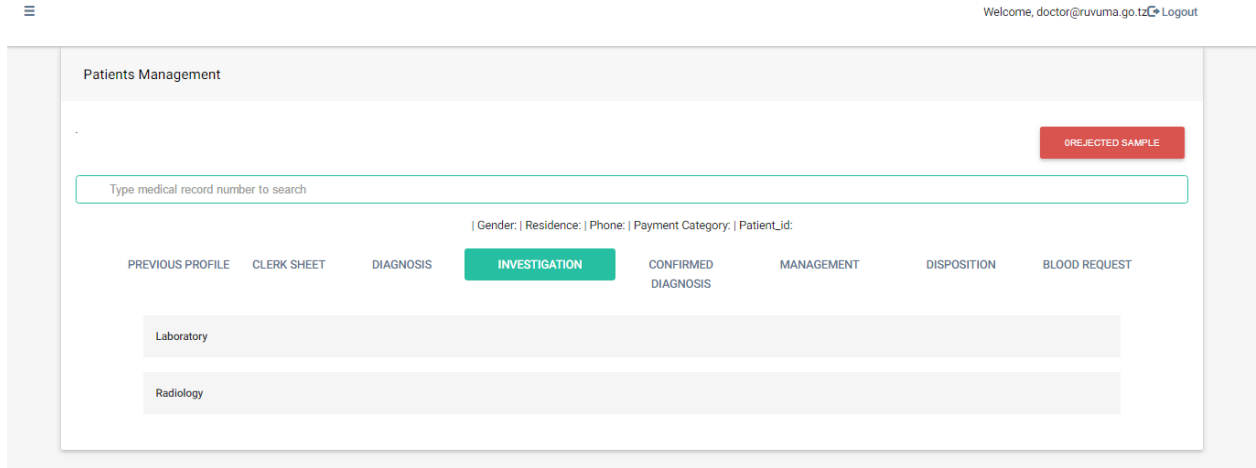 Welcome, doctor@ruvuma.go.tz Logout
Patients Management
.
0REJECTED SAMPLE
Type medical record number to search
| Gender: | Residence: | Phone: | Payment Category: | Patient_id:
PREVIOUS PROFILE CLERK SHEET DIAGNOSIS INVESTIGATION CONFIRMED DIAGNOSIS MANAGEMENT DISPOSITION BLOOD REQUEST
Laboratory
Radiology